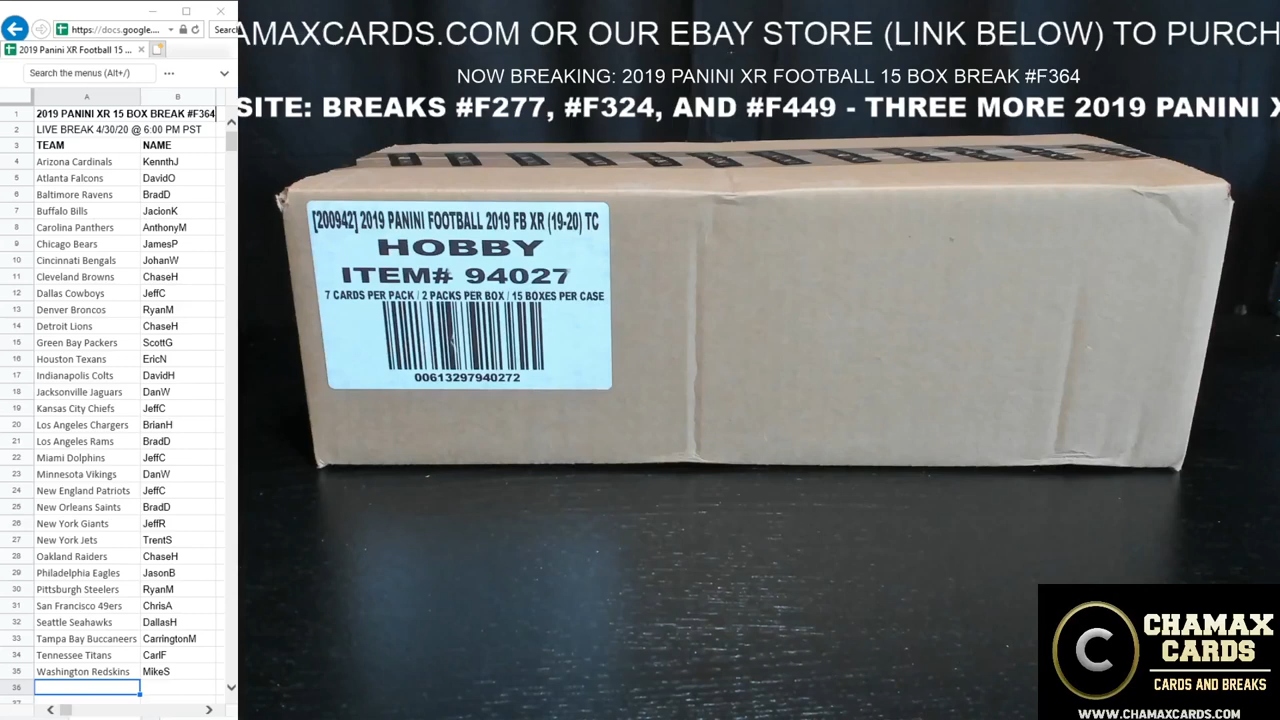 https://docs.google....
Search
2019 Panini XR Football 15 ...
Search the menus (Alt+/)
A B
1 2019 PANINI XR 15 BOX BREAK #F364
2 LIVE BREAK 4/30/20 @ 6:00 PM PST
3 TEAM NAME
4 Arizona Cardinals KennthJ
5 Atlanta Falcons DavidO
6 Baltimore Ravens BradD
7 Buffalo Bills JacionK
8 Carolina Panthers AnthonyM
9 Chicago Bears JamesP
10 Cincinnati Bengals JohanW
11 Cleveland Browns ChaseH
12 Dallas Cowboys JeffC
13 Denver Broncos RyanM
14 Detroit Lions ChaseH
15 Green Bay Packers ScottG
16 Houston Texans EricN
17 Indianapolis Colts DavidH
18 Jacksonville Jaguars DanW
19 Kansas City Chiefs JeffC
20 Los Angeles Chargers BrianH
21 Los Angeles Rams BradD
22 Miami Dolphins JeffC
23 Minnesota Vikings DanW
24 New England Patriots JeffC
25 New Orleans Saints BradD
26 New York Giants JeffR
27 New York Jets TrentS
28 Oakland Raiders ChaseH
29 Philadelphia Eagles JasonB
30 Pittsburgh Steelers RyanM
31 San Francisco 49ers ChrisA
32 Seattle Seahawks DallasH
33 Tampa Bay Buccaneers CarringtonM
34 Tennessee Titans CarlF
35 Washington Redskins MikeS
36
AMAXCARDS.COM OR OUR EBAY STORE (LINK BELOW) TO PURCH
NOW BREAKING: 2019 PANINI XR FOOTBALL 15 BOX BREAK #F364
SITE: BREAKS #F277, #F324, AND #F449 - THREE MORE 2019 PANINI X
[200942] 2019 PANINI FOOTBALL 2019 FB XR (19-20) TC
HOBBY
ITEM# 94027
7 CARDS PER PACK / 2 PACKS PER BOX / 15 BOXES PER CASE
00613297940272
C
CHAMAX
CARDS
CARDS AND BREAKS
WWW.CHAMAXCARDS.COM